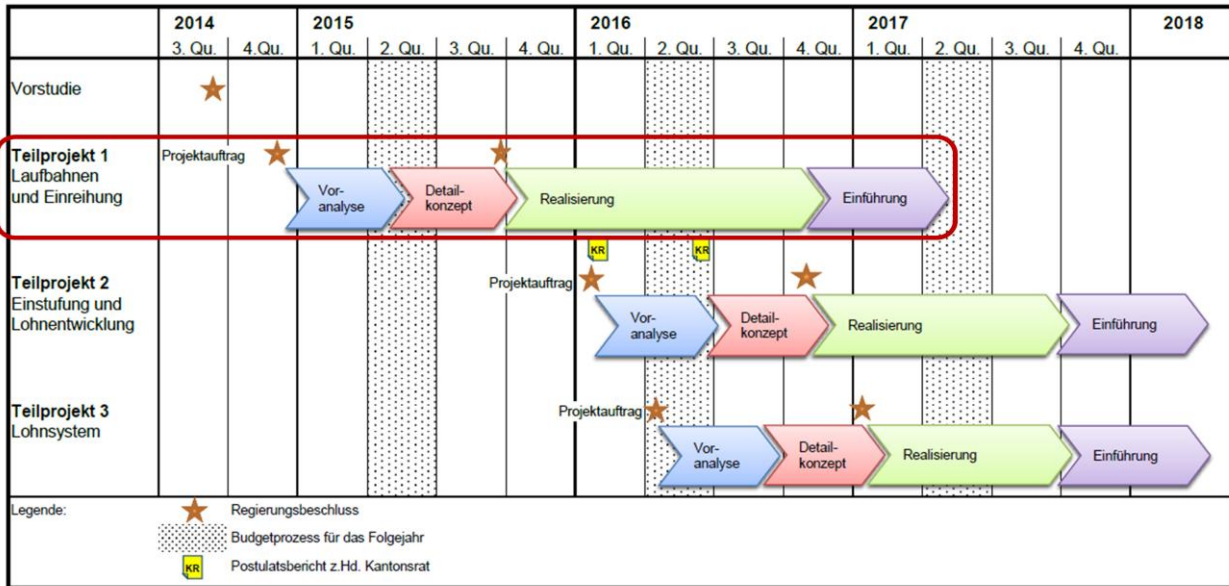 2014 2015 2016 2017 2018
3. Qu. 4.Qu. 1. Qu. 2. Qu. 3. Qu. 4. Qu. 1. Qu. 2. Qu. 3. Qu. 4. Qu. 1. Qu. 2. Qu. 3. Qu. 4. Qu.
Vorstudie
Teilprojekt 1
Laufbahnen
und Einreihung
Projektauftrag
Vor-
analyse
Detail-
konzept
Realisierung
Einführung
KR KR
Teilprojekt 2
Einstufung und
Lohnentwicklung
Projektauftrag
Vor-
analyse
Detail-
konzept
Realisierung
Einführung
Teilprojekt 3
Lohnsystem
Projektauftrag
Vor-
analyse
Detail-
konzept
Realisierung
Einführung
Legende:
Regierungsbeschluss
Budgetprozess für das Folgejahr
KR Postulatsbericht z.Hd. Kantonsrat